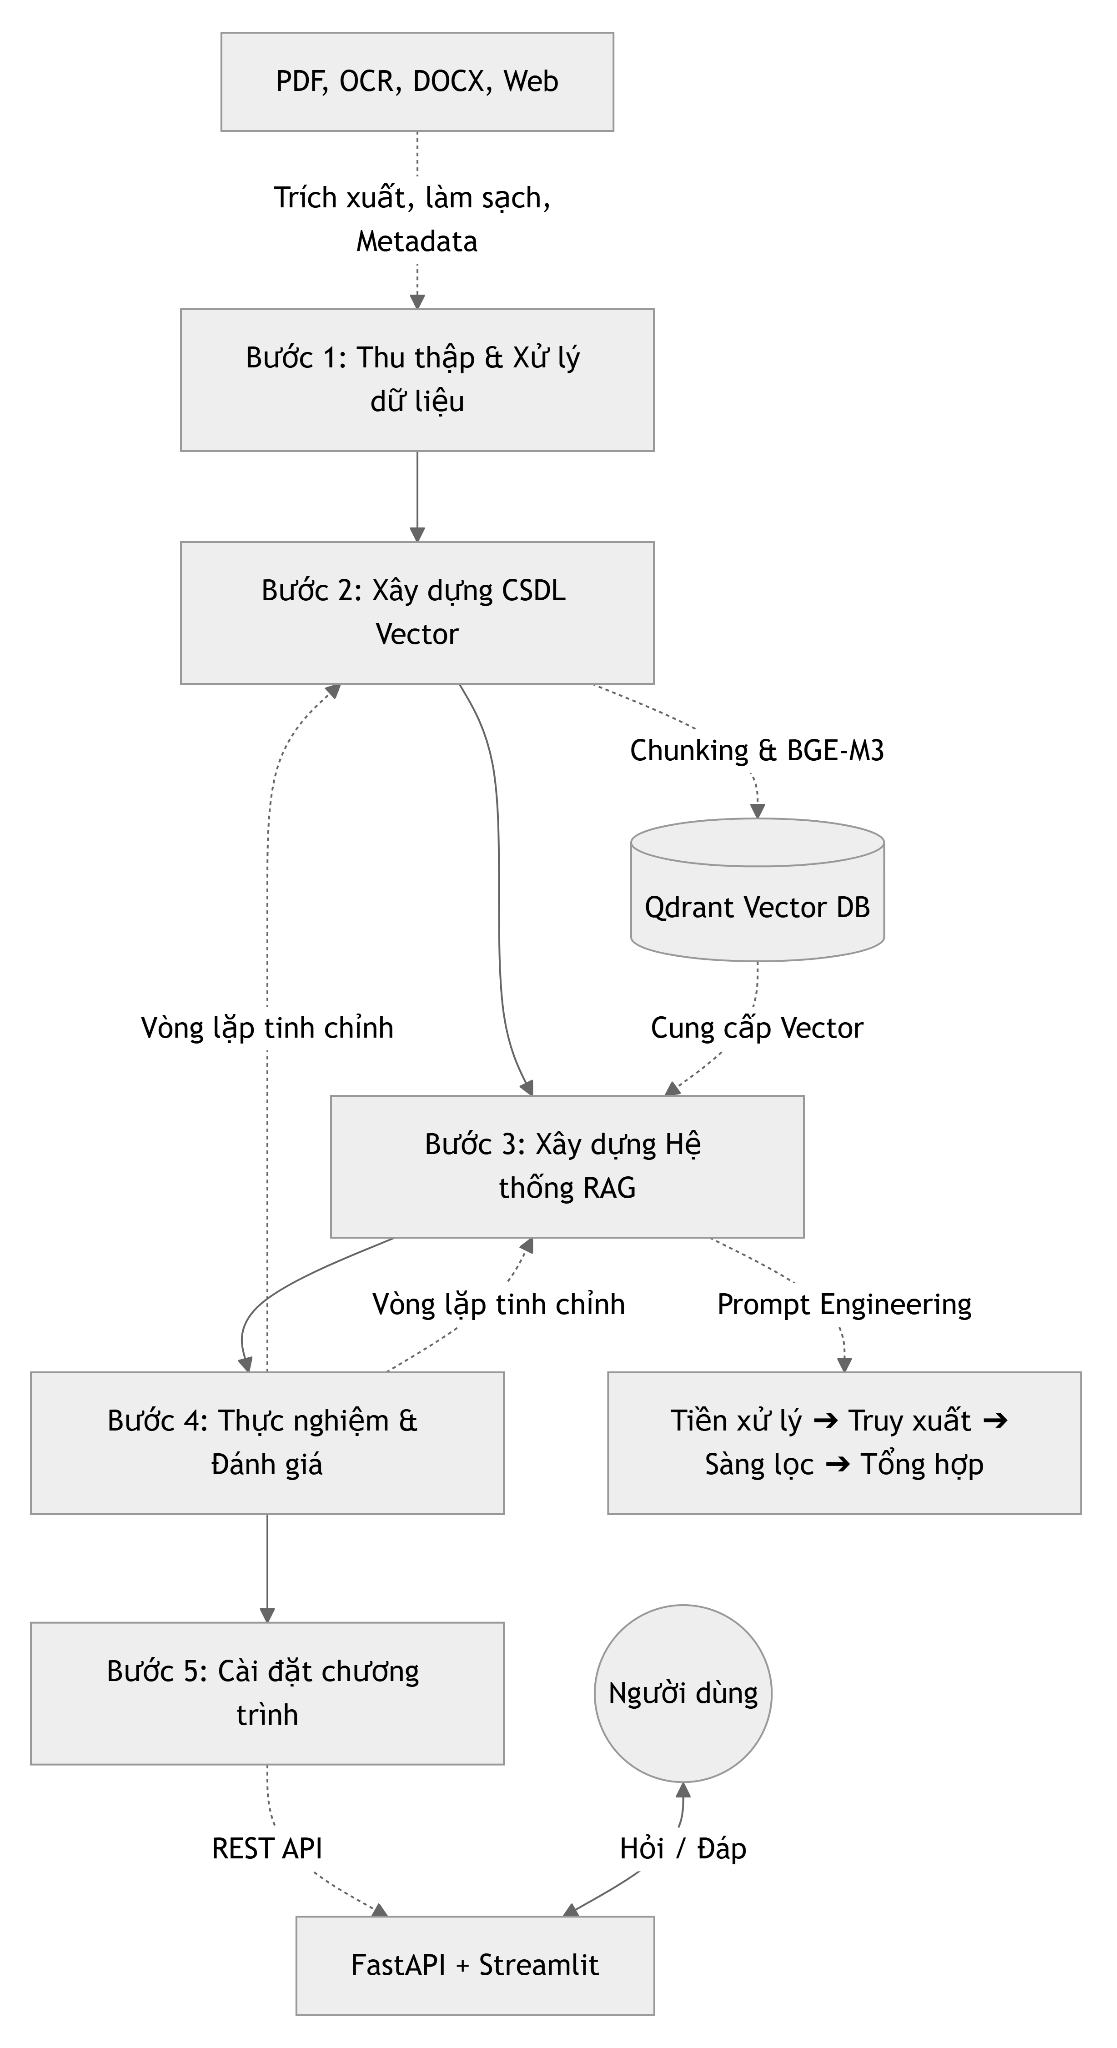 PDF, OCR, DOCX, Web
Trích xuất, làm sạch,
Metadata
Bước 1: Thu thập & Xử lý
dữ liệu
Bước 2: Xây dựng CSDL
Vector
Chunking & BGE-M3
Qdrant Vector DB
Vòng lặp tinh chỉnh
Cung cấp Vector
Bước 3: Xây dựng Hệ
thống RAG
Vòng lặp tinh chỉnh
Prompt Engineering
Bước 4: Thực nghiệm &
Đánh giá
Tiền xử lý ➔ Truy xuất ➔
Sàng lọc ➔ Tổng hợp
Bước 5: Cài đặt chương
trình
Người dùng
REST API
Hỏi / Đáp
FastAPI + Streamlit